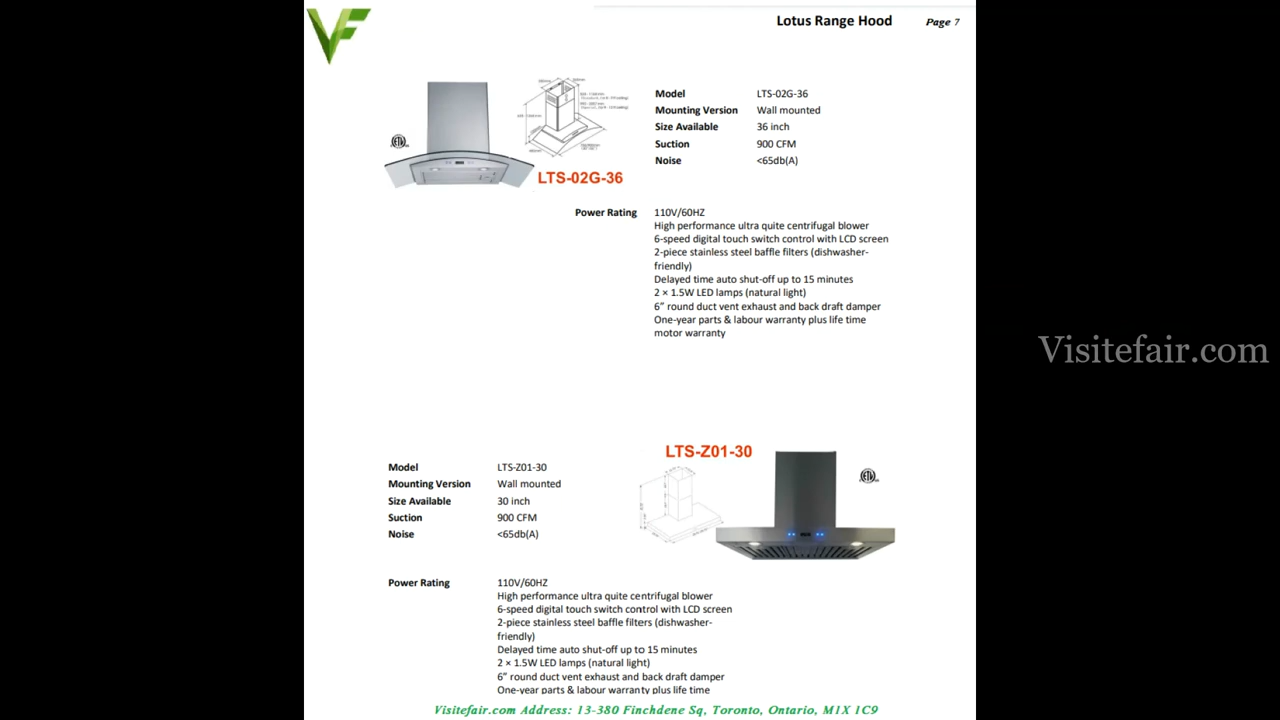 Lotus Range Hood
Page 7
Model LTS-02G-36
Mounting Version Wall mounted
Size Available 36 inch
Suction 900 CFM
Noise <65db(A)
LTS-02G-36
Power Rating 110V/60HZ
High performance ultra quite centrifugal blower
6-speed digital touch switch control with LCD screen
2-piece stainless steel baffle filters (dishwasher-
friendly)
Delayed time auto shut-off up to 15 minutes
2 × 1.5W LED lamps (natural light)
6” round duct vent exhaust and back draft damper
One-year parts & labour warranty plus life time
motor warranty
Visitefair.com
LTS-Z01-30
Model LTS-Z01-30
Mounting Version Wall mounted
Size Available 30 inch
Suction 900 CFM
Noise <65db(A)
Power Rating 110V/60HZ
High performance ultra quite centrifugal blower
6-speed digital touch switch control with LCD screen
2-piece stainless steel baffle filters (dishwasher-
friendly)
Delayed time auto shut-off up to 15 minutes
2 × 1.5W LED lamps (natural light)
6” round duct vent exhaust and back draft damper
One-year parts & labour warranty plus life time
Visitefair.com Address: 13-380 Finchdene Sq, Toronto, Ontario, M1X 1C9